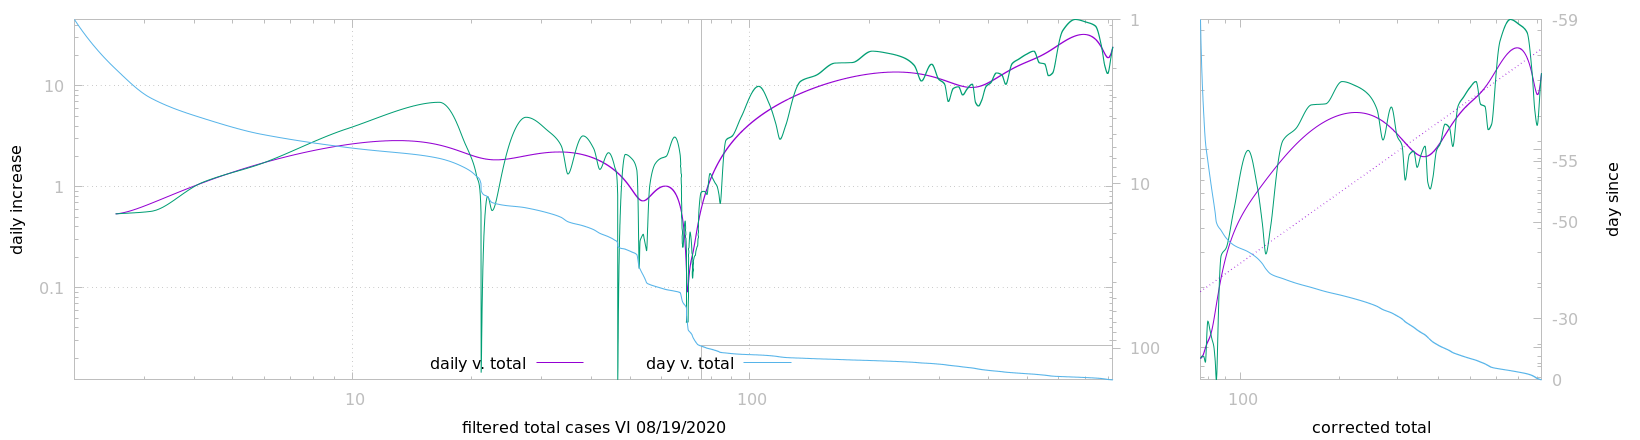 daily increase
10
1
0.1
10
100
1
10
100
daily v. total
day v. total
filtered total cases VI 08/19/2020
-59
-55
-50
-30
0
100
day since
corrected total